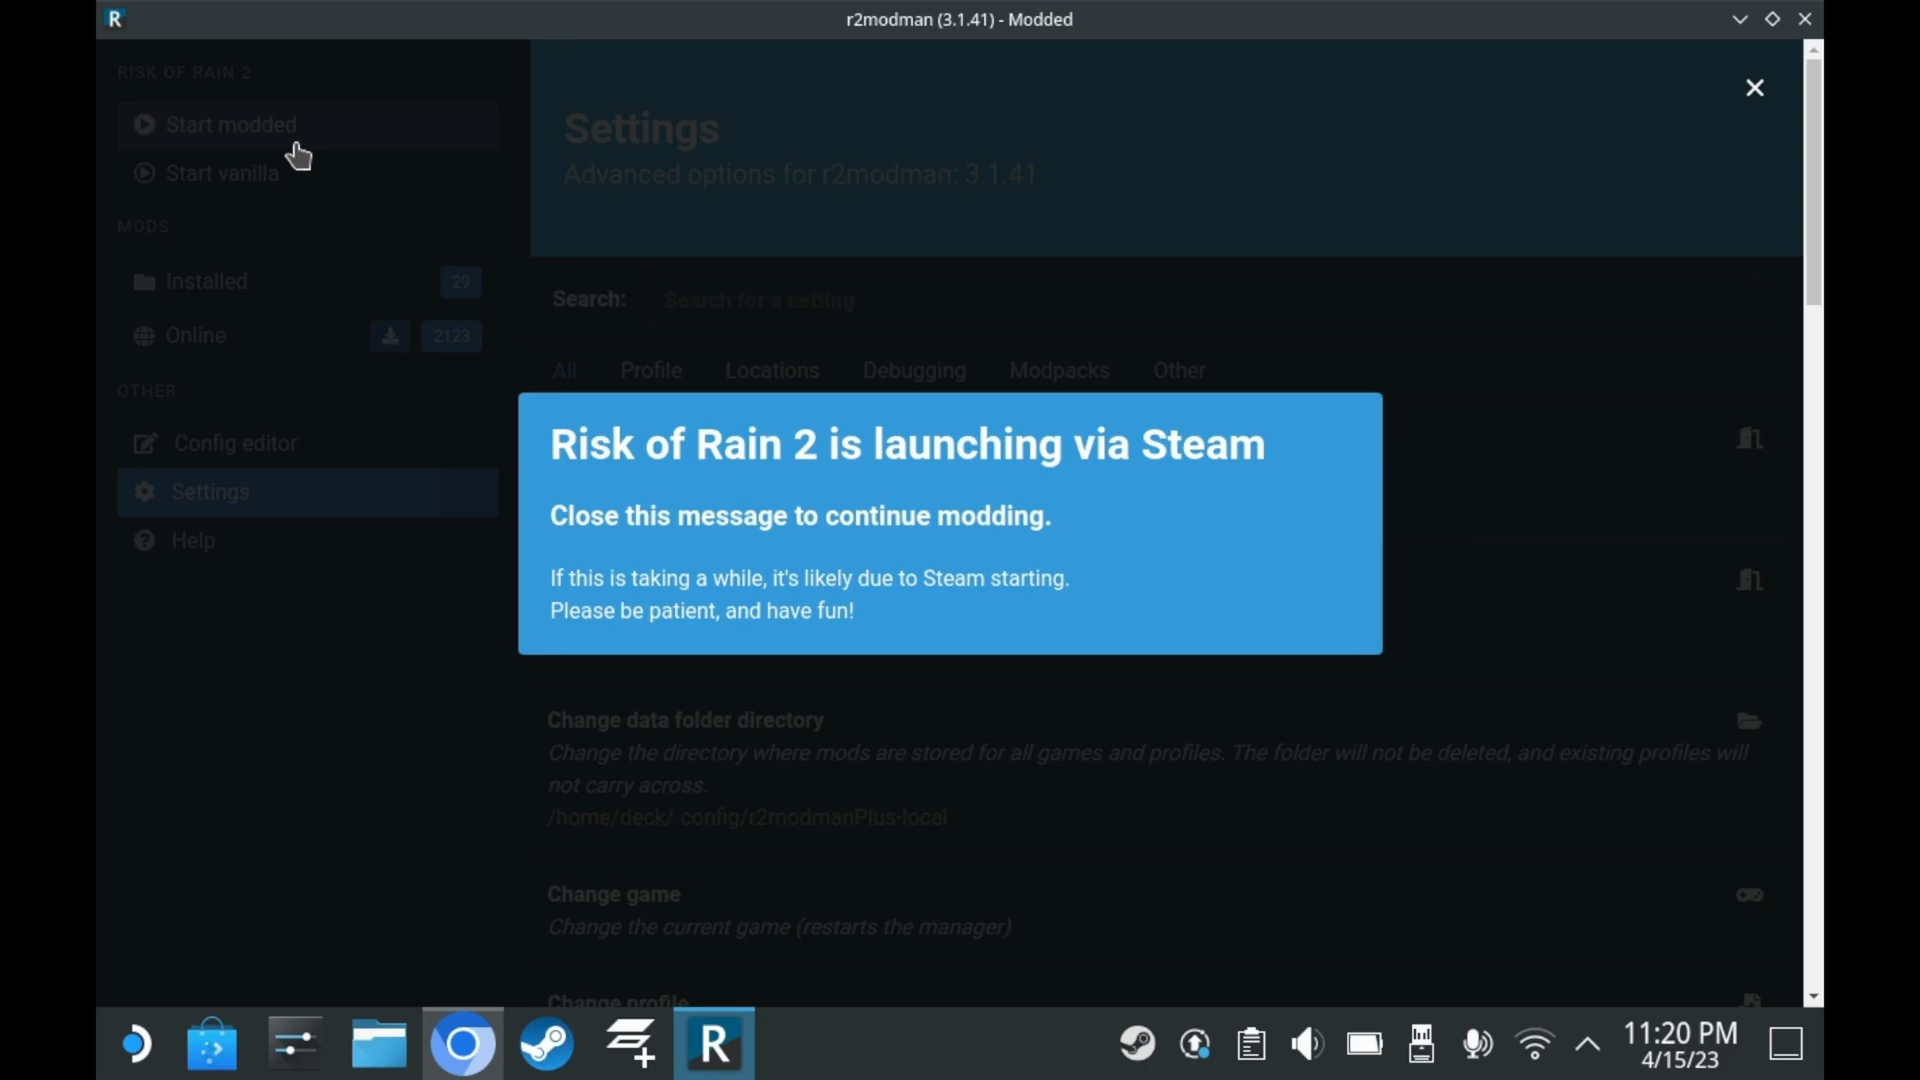 R
r2modman (3.1.41) - Modded
RISK OF RAIN 2
Start modded
Start vanilla
MODS
Installed 29
Online 2123
OTHER
Config editor
Settings
Help
Settings
Advanced options for r2modman: 3.1.41
Search: Search for a setting
All Profile Locations Debugging Modpacks Other
Risk of Rain 2 is launching via Steam
Close this message to continue modding.
If this is taking a while, it's likely due to Steam starting.
Please be patient, and have fun!
Change data folder directory
Change the directory where mods are stored for all games and profiles. The folder will not be deleted, and existing profiles will
not carry across.
/home/deck/.config/r2modmanPlus-local
Change game
Change the current game (restarts the manager)
Change profile
R
11:20 PM
4/15/23